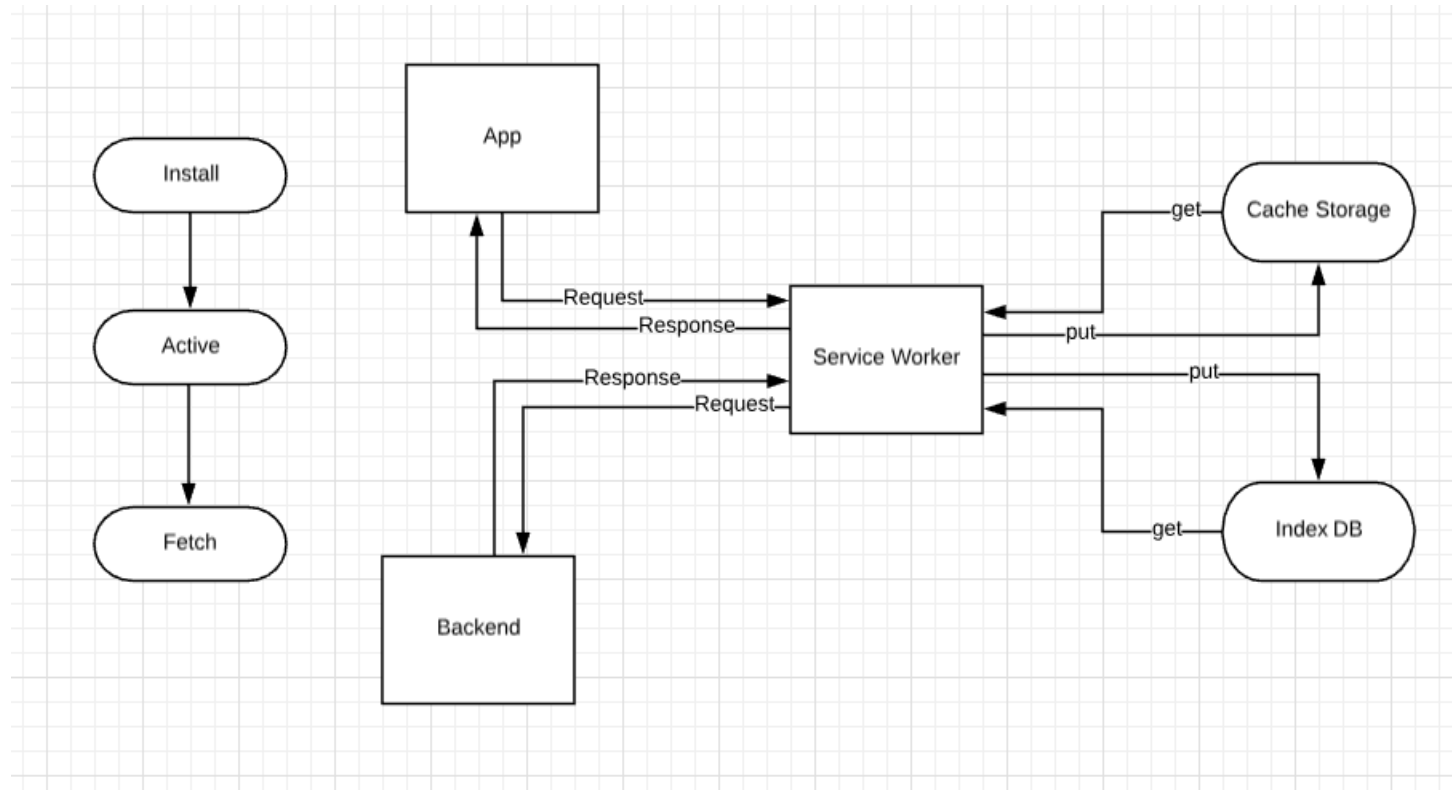 Install
Active
Fetch
App
Request
Response
Response
Request
Backend
Service Worker
get
Cache Storage
put
put
get
Index DB